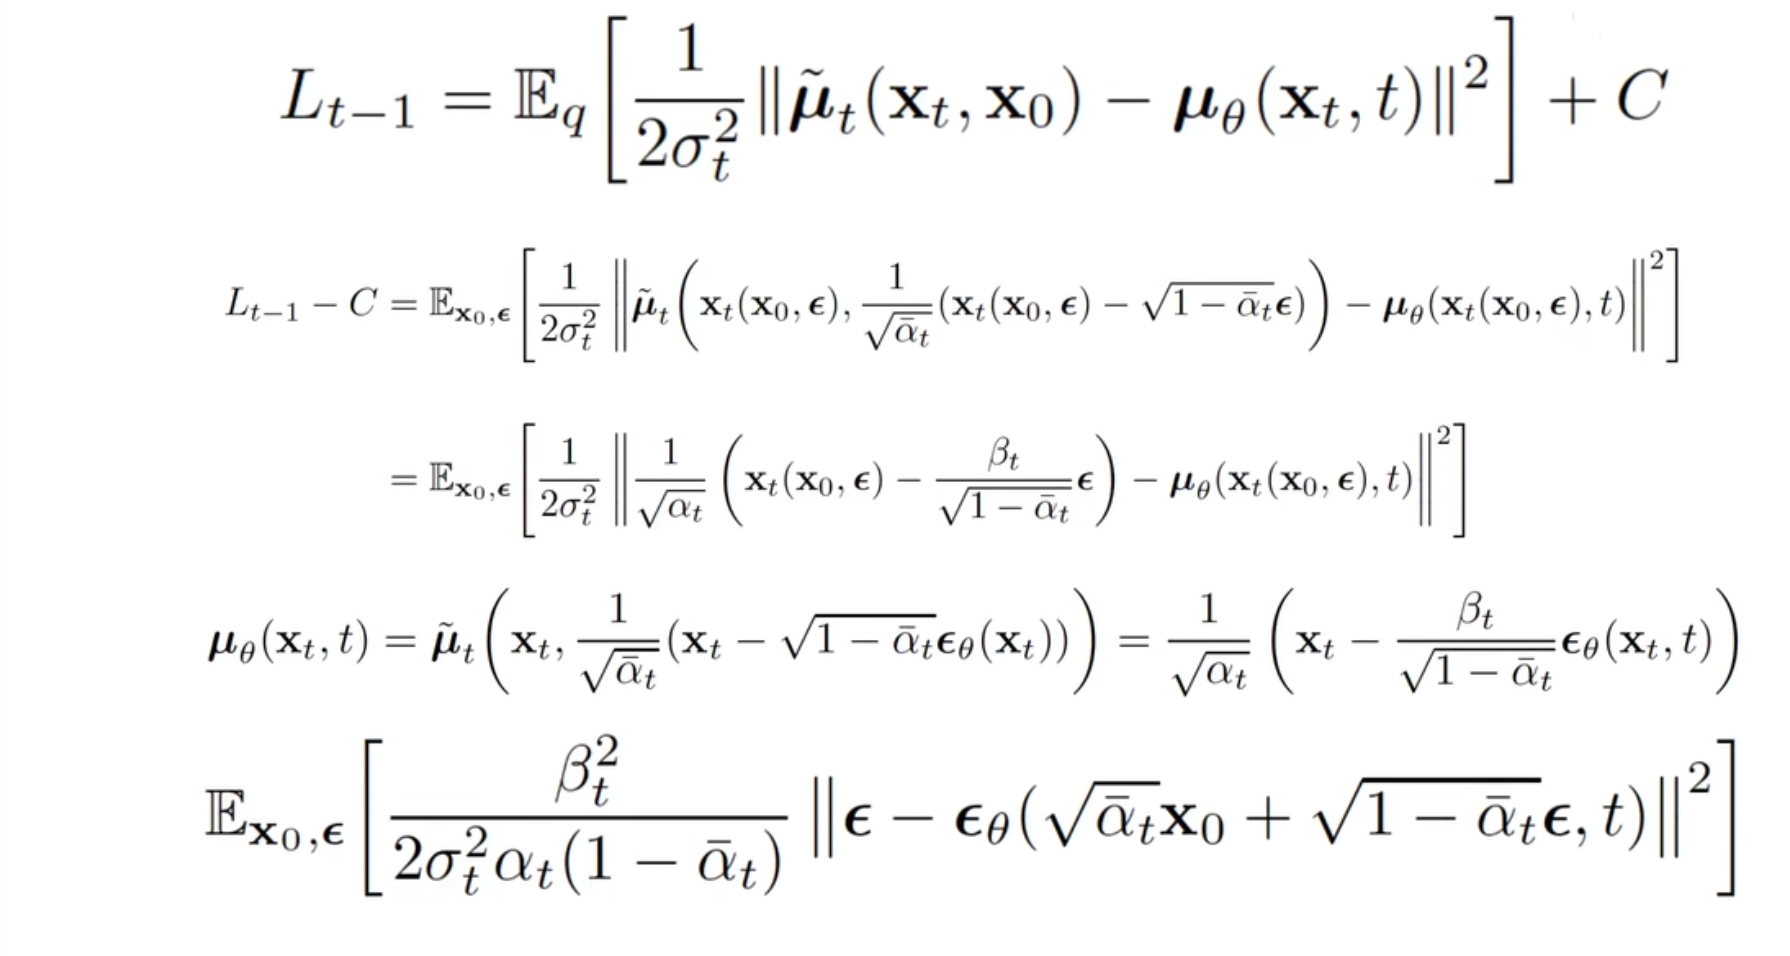 $L_{t-1} = \mathbb{E}_q \left[ \frac{1}{2\sigma_t^2} \| \tilde{\boldsymbol{\mu}}_t(\mathbf{x}_t, \mathbf{x}_0) - \boldsymbol{\mu}_\theta(\mathbf{x}_t, t) \|^2 \right] + C$
$L_{t-1} - C = \mathbb{E}_{\mathbf{x}_0, \boldsymbol{\epsilon}} \left[ \frac{1}{2\sigma_t^2} \left\| \tilde{\boldsymbol{\mu}}_t \left( \mathbf{x}_t(\mathbf{x}_0, \boldsymbol{\epsilon}), \frac{1}{\sqrt{\bar{\alpha}_t}} (\mathbf{x}_t(\mathbf{x}_0, \boldsymbol{\epsilon}) - \sqrt{1 - \bar{\alpha}_t} \boldsymbol{\epsilon}) \right) - \boldsymbol{\mu}_\theta(\mathbf{x}_t(\mathbf{x}_0, \boldsymbol{\epsilon}), t) \right\|^2 \right]$
$= \mathbb{E}_{\mathbf{x}_0, \boldsymbol{\epsilon}} \left[ \frac{1}{2\sigma_t^2} \left\| \frac{1}{\sqrt{\alpha_t}} \left( \mathbf{x}_t(\mathbf{x}_0, \boldsymbol{\epsilon}) - \frac{\beta_t}{\sqrt{1 - \bar{\alpha}_t}} \boldsymbol{\epsilon} \right) - \boldsymbol{\mu}_\theta(\mathbf{x}_t(\mathbf{x}_0, \boldsymbol{\epsilon}), t) \right\|^2 \right]$
$\boldsymbol{\mu}_\theta(\mathbf{x}_t, t) = \tilde{\boldsymbol{\mu}}_t \left( \mathbf{x}_t, \frac{1}{\sqrt{\bar{\alpha}_t}} (\mathbf{x}_t - \sqrt{1 - \bar{\alpha}_t} \boldsymbol{\epsilon}_\theta(\mathbf{x}_t)) \right) = \frac{1}{\sqrt{\alpha_t}} \left( \mathbf{x}_t - \frac{\beta_t}{\sqrt{1 - \bar{\alpha}_t}} \boldsymbol{\epsilon}_\theta(\mathbf{x}_t, t) \right)$
$\mathbb{E}_{\mathbf{x}_0, \boldsymbol{\epsilon}} \left[ \frac{\beta_t^2}{2\sigma_t^2 \alpha_t (1 - \bar{\alpha}_t)} \left\| \boldsymbol{\epsilon} - \boldsymbol{\epsilon}_\theta(\sqrt{\bar{\alpha}_t} \mathbf{x}_0 + \sqrt{1 - \bar{\alpha}_t} \boldsymbol{\epsilon}, t) \right\|^2 \right]$